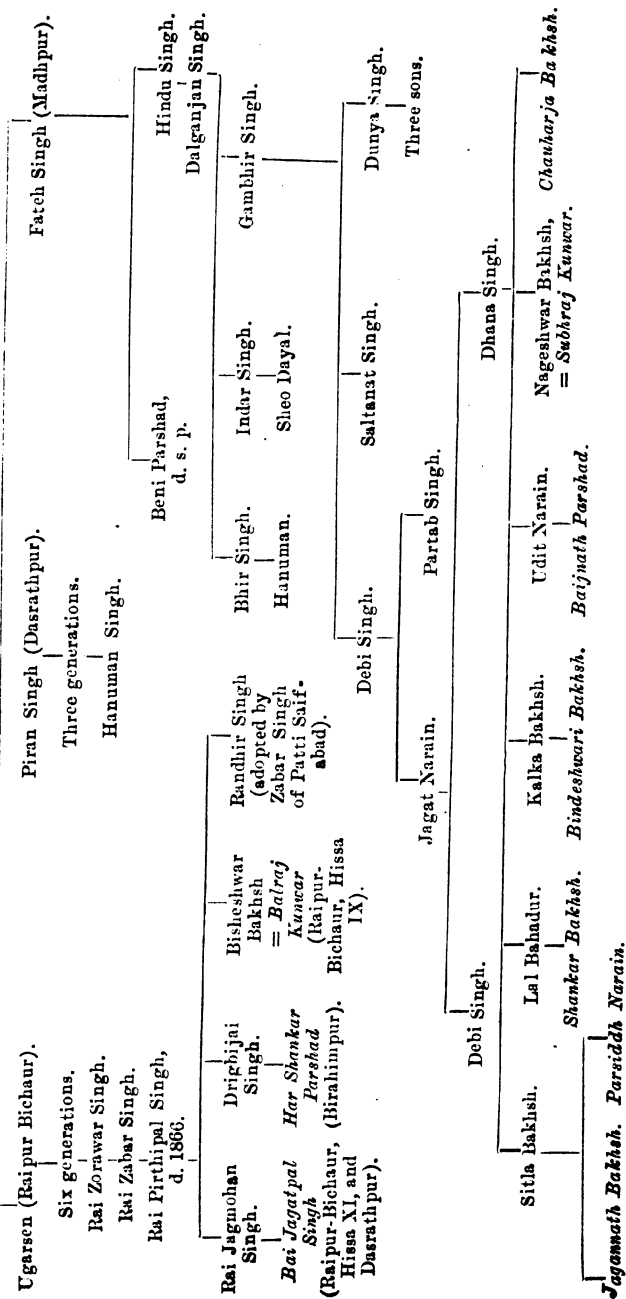 Ugarsen (Raipur Bichaur).
Piran Singh (Dasrathpur).
Fateh Singh (Madhpur).
Six generations.
Three generations.
Rai Zorawar Singh.
Hanuman Singh.
Rai Zabar Singh.
Beni Parshad,
d. s. p.
Hindu Singh.
Dalganjan Singh.
Rai Pirthipal Singh,
d. 1866.
Rai Jagmohan
Singh.
Drigbijai
Singh.
Bisheshwar
Bakhsh
= Balraj
Kunwar
(Raipur-
Bichaur, Hissa
IX).
Randhir Singh
(adopted by
Zabar Singh
of Patti Saif-
abad).
Bhir Singh.
Indar Singh.
Gambhir Singh.
Hanuman.
Sheo Dayal.
Bai Jagatpal
Singh
(Raipur-Bichaur,
Hissa XI, and
Dasrathpur).
Har Shankar
Parshad
(Birahimpur).
Debi Singh.
Saltanat Singh.
Dunya Singh.
Three sons.
Jagat Narain.
Partab Singh.
Debi Singh.
Dhana Singh.
Sitla Bakhsh.
Lal Bahadur.
Kalka Bakhsh.
Udit Narain.
Nageshwar Bakhsh,
= Subhraj Kunwar.
Chauharja Bakhsh.
Shankar Bakhsh.
Bindeshwari Bakhsh.
Baijnath Parshad.
Jagannath Bakhsh.
Parsiddh Narain.